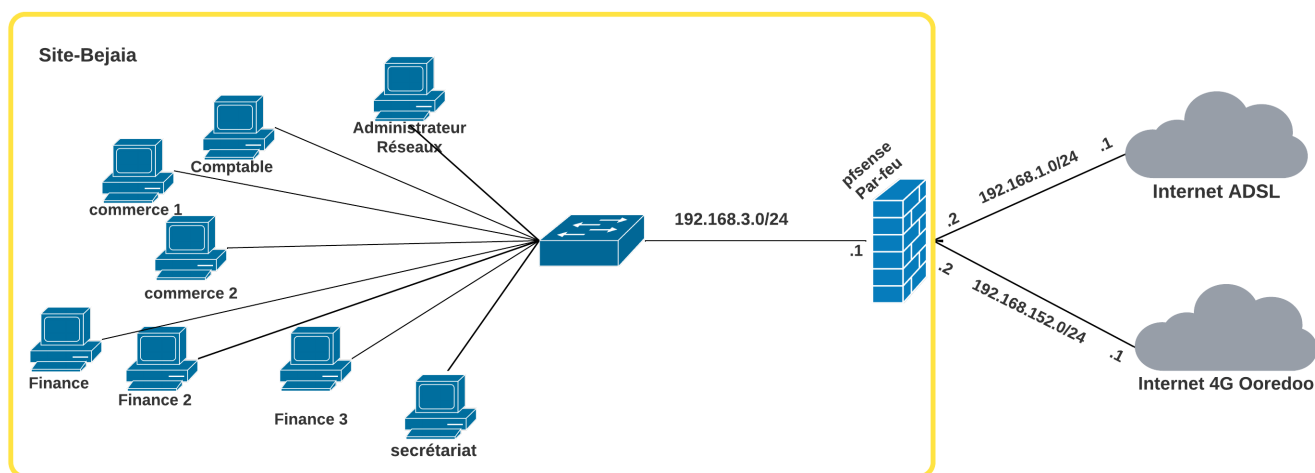 Site-Bejaia
Administrateur
Réseaux
Comptable
commerce 1
commerce 2
Finance
Finance 2
Finance 3
secrétariat
192.168.3.0/24
.1
pfsense
Par-feu
.2
192.168.1.0/24
.1
Internet ADSL
.2
192.168.152.0/24
.1
Internet 4G Ooredoo